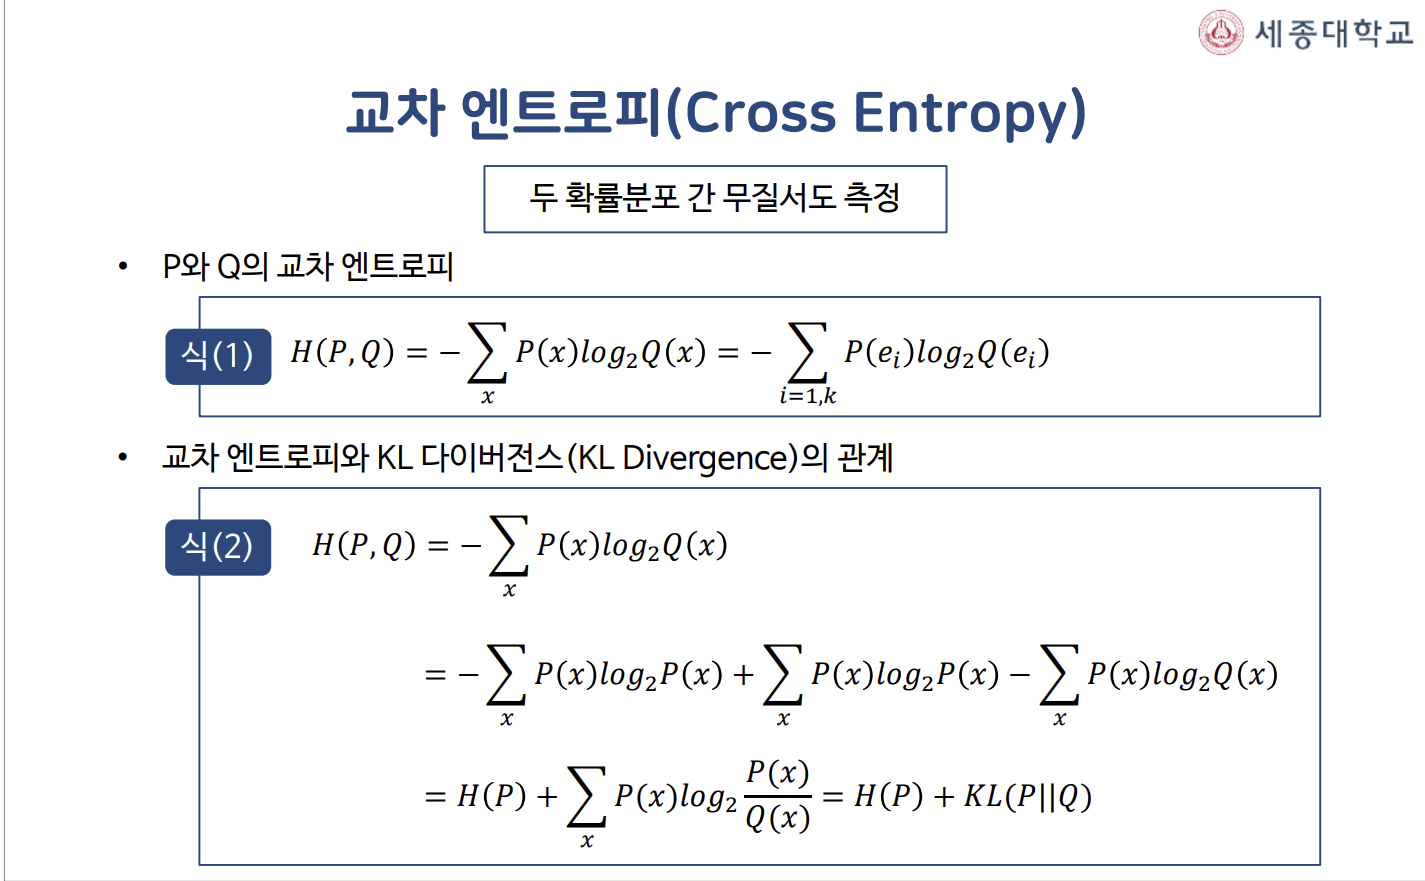 세종대학교
교차 엔트로피(Cross Entropy)
두 확률분포 간 무질서도 측정
• P와 Q의 교차 엔트로피
식(1) H(P,Q) = −∑ₓ P(x)log₂Q(x) = − ∑ᵢ₌₁,ₖ P(eᵢ)log₂Q(eᵢ)
• 교차 엔트로피와 KL 다이버전스(KL Divergence)의 관계
식(2) H(P,Q) = −∑ₓ P(x)log₂Q(x)
= −∑ₓ P(x)log₂P(x) + ∑ₓ P(x)log₂P(x) − ∑ₓ P(x)log₂Q(x)
= H(P) + ∑ₓ P(x)log₂ P(x)/Q(x) = H(P) + KL(P||Q)